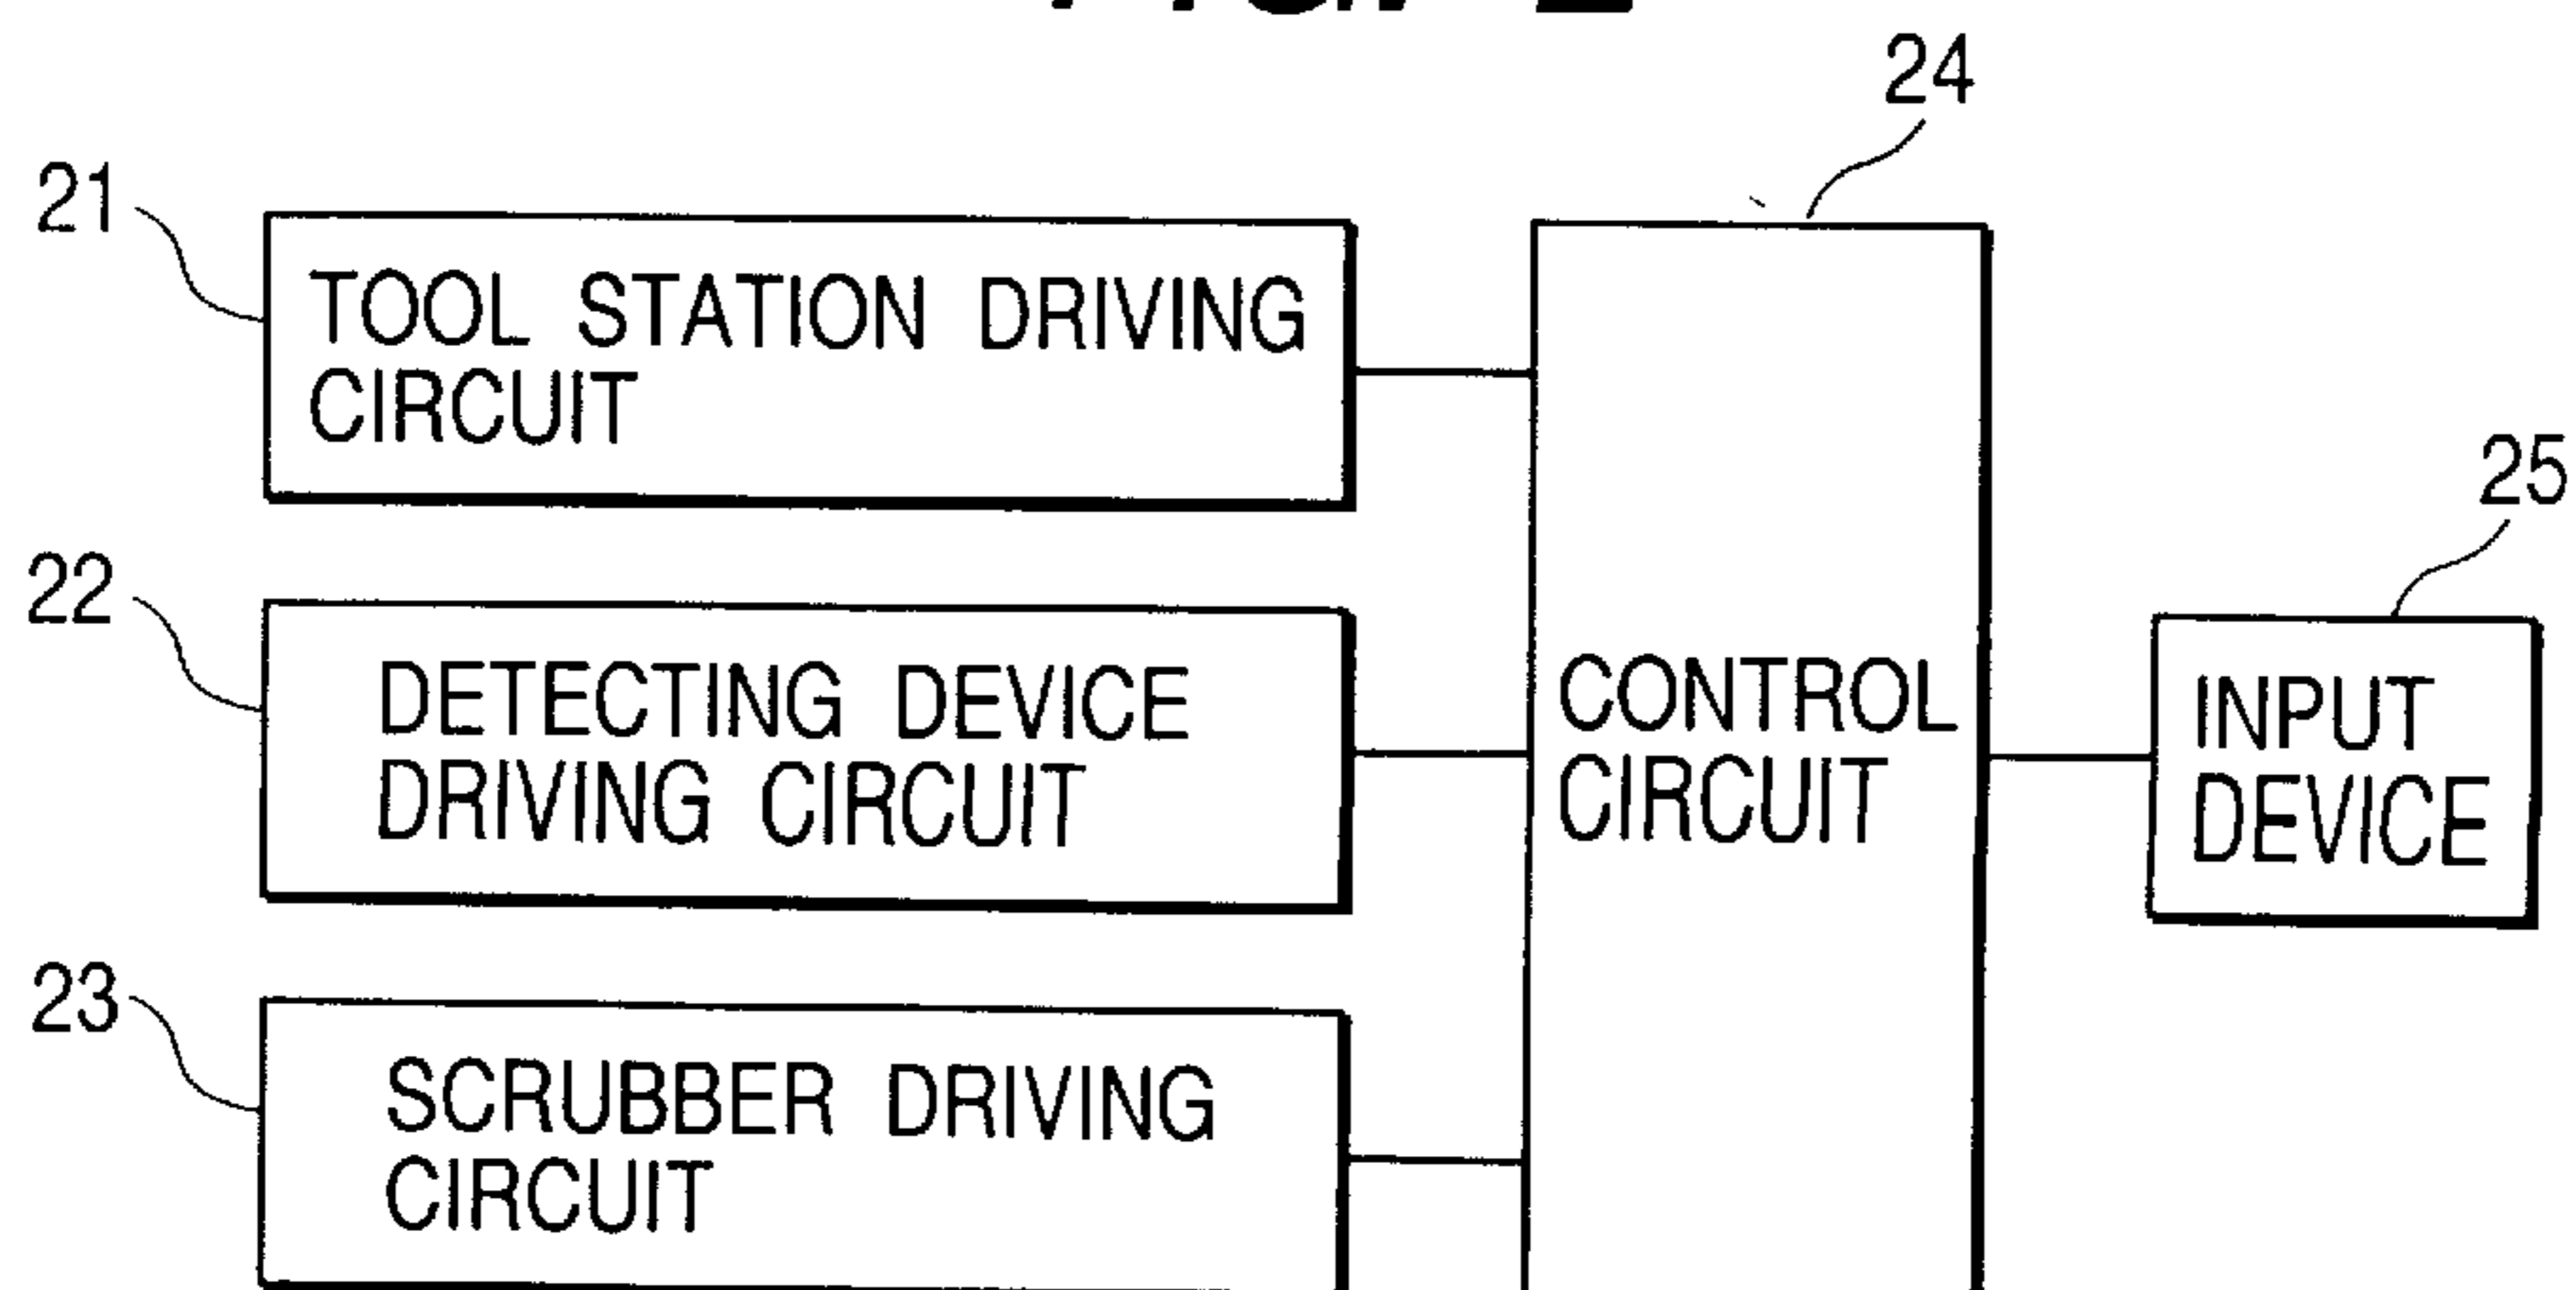 24
21
TOOL STATION DRIVING
CIRCUIT
25
22
DETECTING DEVICE
DRIVING CIRCUIT
CONTROL
CIRCUIT
INPUT
DEVICE
23
SCRUBBER DRIVING
CIRCUIT